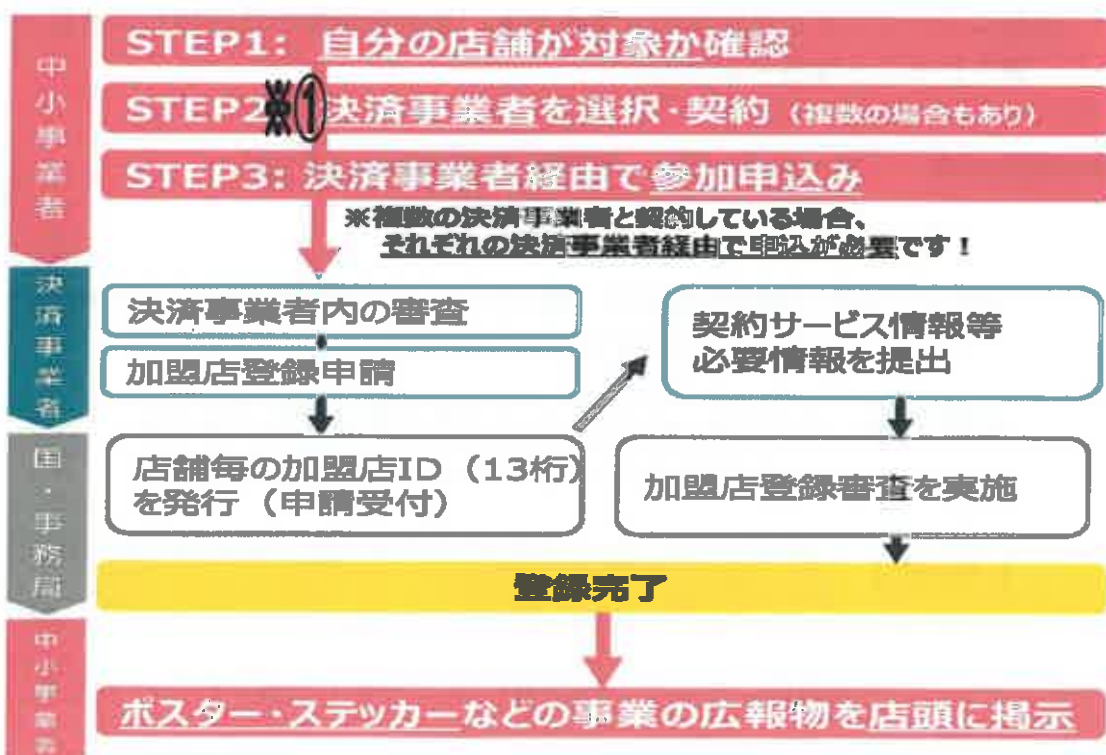 中小事業者
STEP1: 自分の店舗が対象か確認
STEP2※①決済事業者を選択・契約（複数の場合もあり）
STEP3: 決済事業者経由で参加申込み
※複数の決済事業者と契約している場合、
それぞれの決済事業者経由で申込が必要です！
決済事業者
決済事業者内の審査
加盟店登録申請
契約サービス情報等
必要情報を提出
国・事務局
店舗毎の加盟店ID（13桁）
を発行（申請受付）
加盟店登録審査を実施
登録完了
中小事業者
ポスター・ステッカーなどの事業の広報物を店頭に掲示